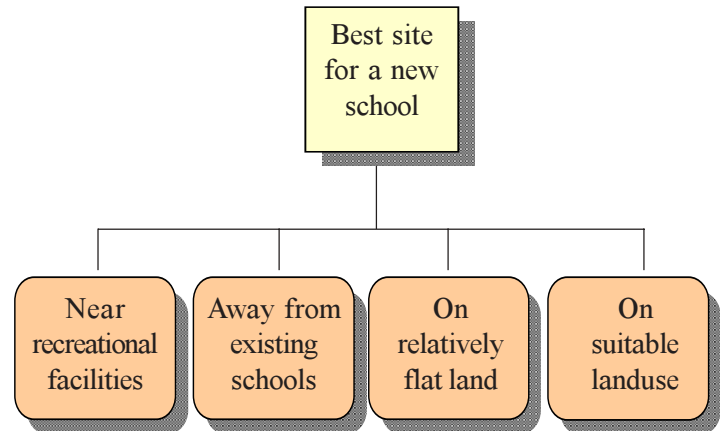 Best site
for a new
school
Near
recreational
facilities
Away from
existing
schools
On
relatively
flat land
On
suitable
landuse